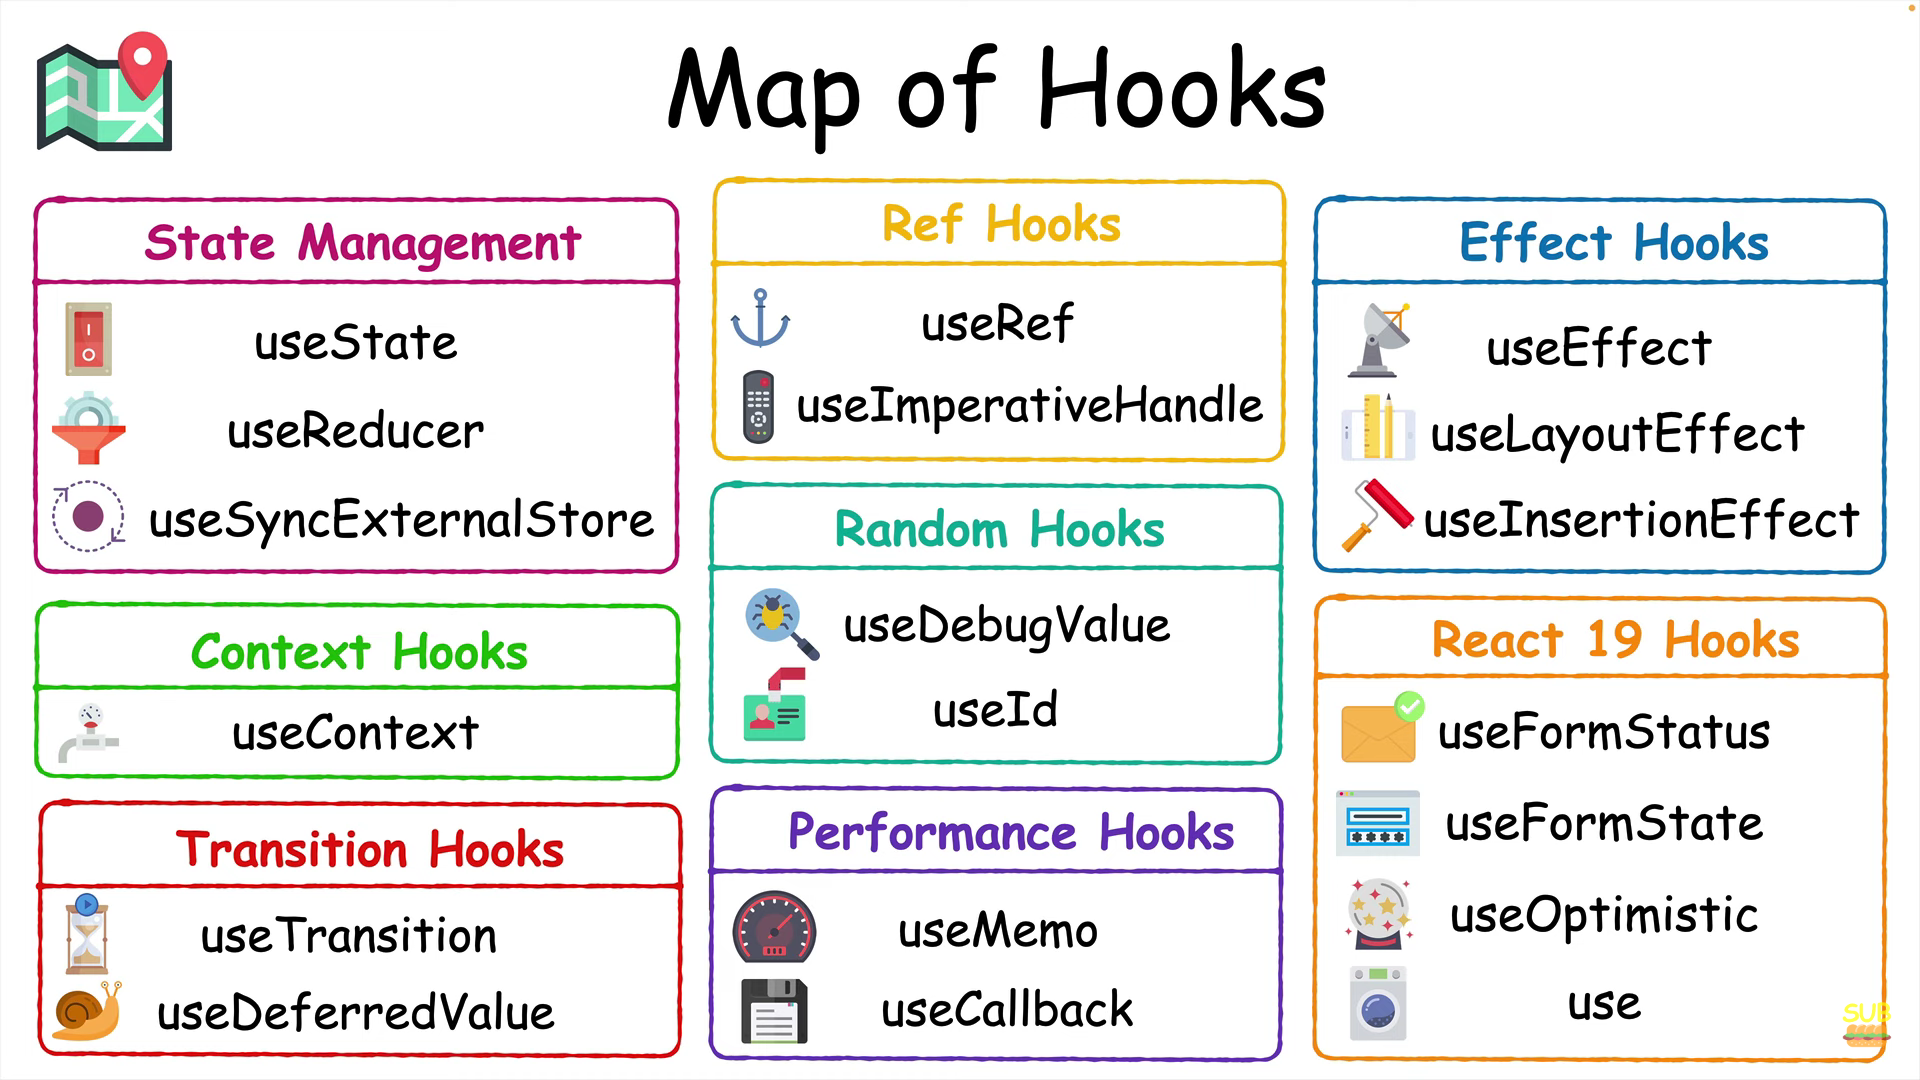 Map of Hooks
State Management
useState
useReducer
useSyncExternalStore
Context Hooks
useContext
Transition Hooks
useTransition
useDeferredValue
Ref Hooks
useRef
useImperativeHandle
Random Hooks
useDebugValue
useId
Performance Hooks
useMemo
useCallback
Effect Hooks
useEffect
useLayoutEffect
useInsertionEffect
React 19 Hooks
useFormStatus
useFormState
useOptimistic
use
SUB